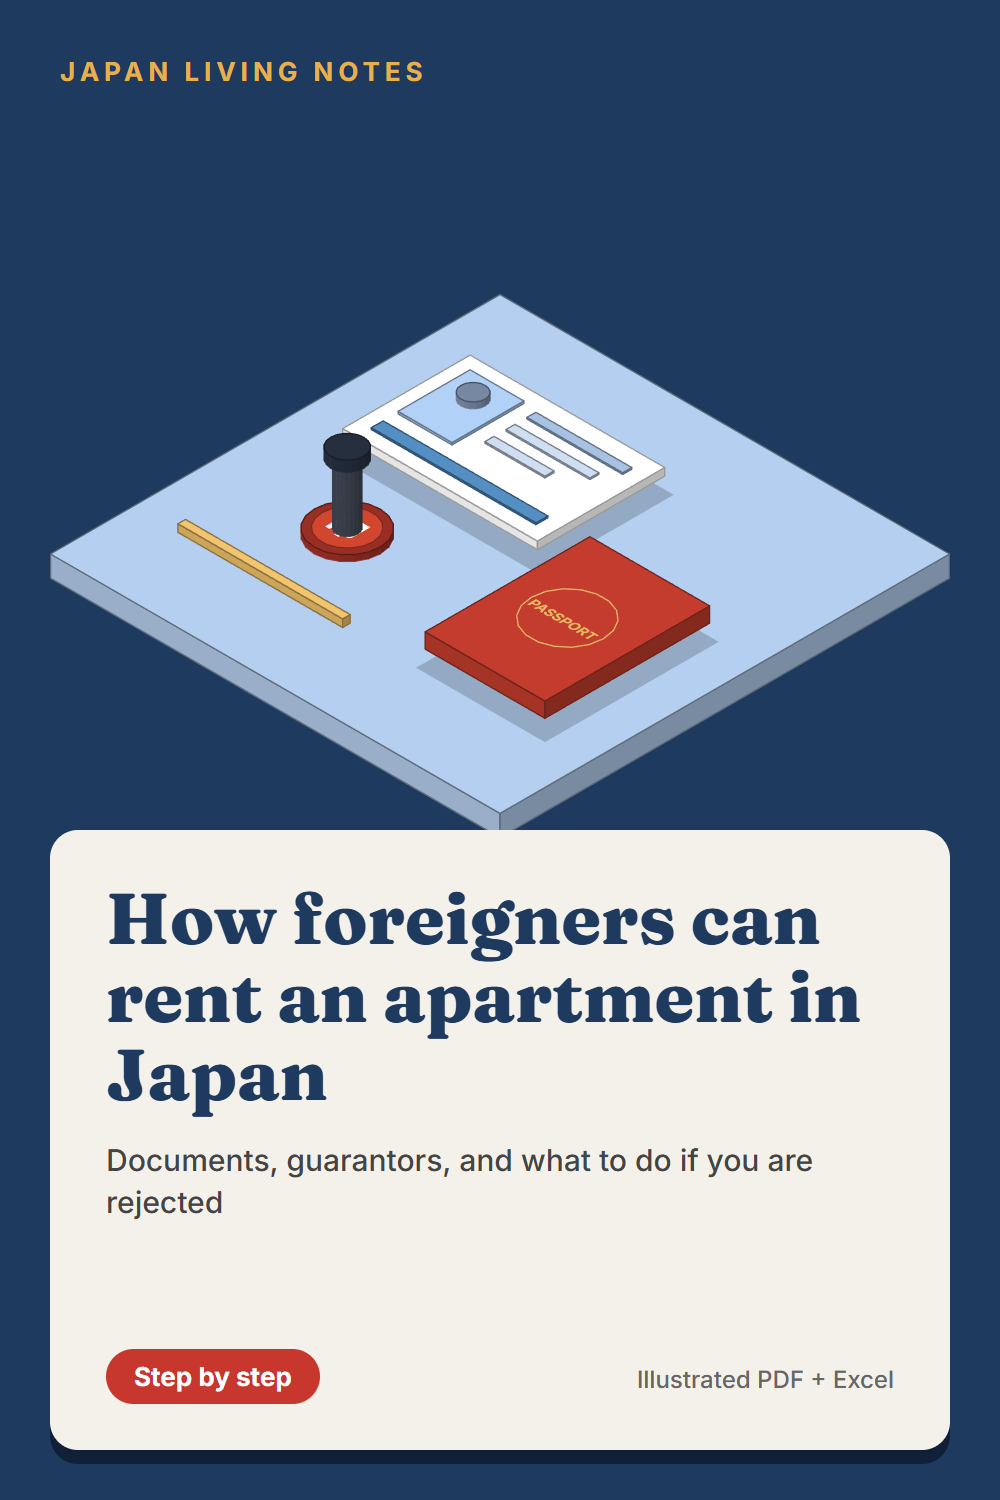 JAPAN LIVING NOTES
PASSPORT
How foreigners can
rent an apartment in
Japan
Documents, guarantors, and what to do if you are
rejected
Step by step
Illustrated PDF + Excel